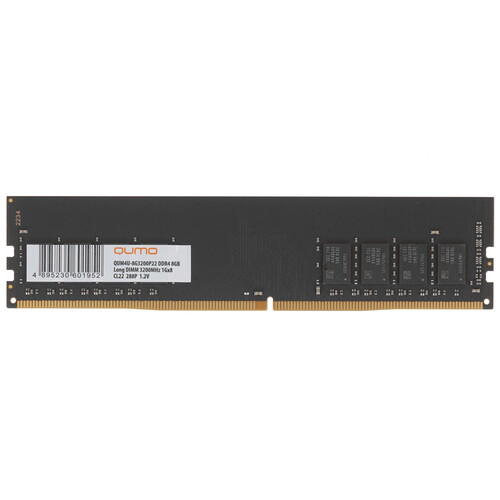 2234
QUMO
QUM4U-8G3200P22 DDR4 8GB
Long DIMM 3200MHz 1Gx8
CL22 288P 1.2V
4 895230 601952